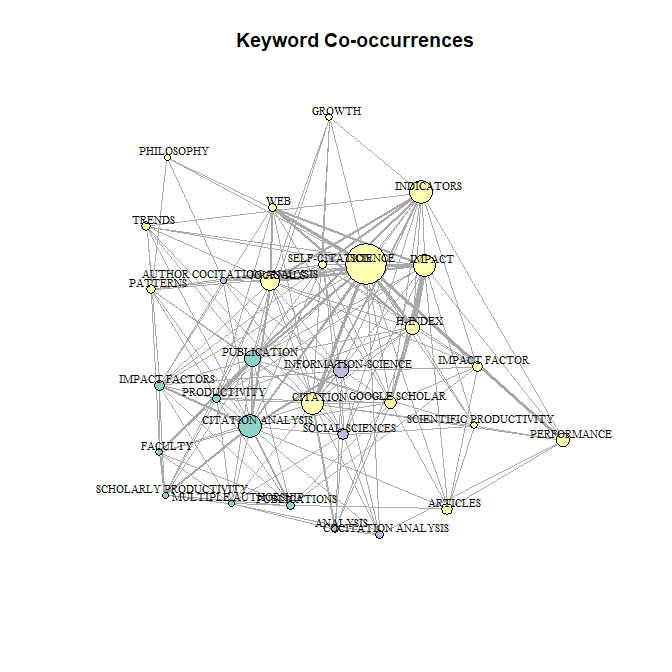 Keyword Co-occurrences
GROWTH
PHILOSOPHY
INDICATORS
WEB
TRENDS
SELF-CITATION
SCIENCE
IMPACT
AUTHOR COCITATION ANALYSIS
JOURNALS
PATTERNS
H-INDEX
PUBLICATION
INFORMATION-SCIENCE
IMPACT FACTOR
IMPACT FACTORS
PRODUCTIVITY
CITATION
GOOGLE SCHOLAR
CITATION ANALYSIS
SOCIAL-SCIENCES
SCIENTIFIC PRODUCTIVITY
PERFORMANCE
FACULTY
SCHOLARLY PRODUCTIVITY
MULTIPLE AUTHORSHIP
PUBLICATIONS
ARTICLES
ANALYSIS
COCITATION ANALYSIS